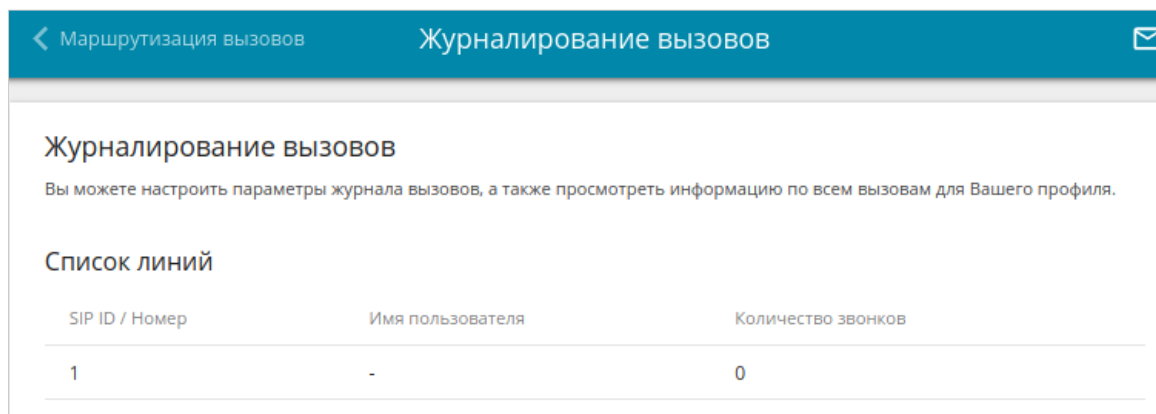 Маршрутизация вызовов Журналирование вызовов
Журналирование вызовов
Вы можете настроить параметры журнала вызовов, а также просмотреть информацию по всем вызовам для Вашего профиля.
Список линий
SIP ID / Номер Имя пользователя Количество звонков
1 - 0